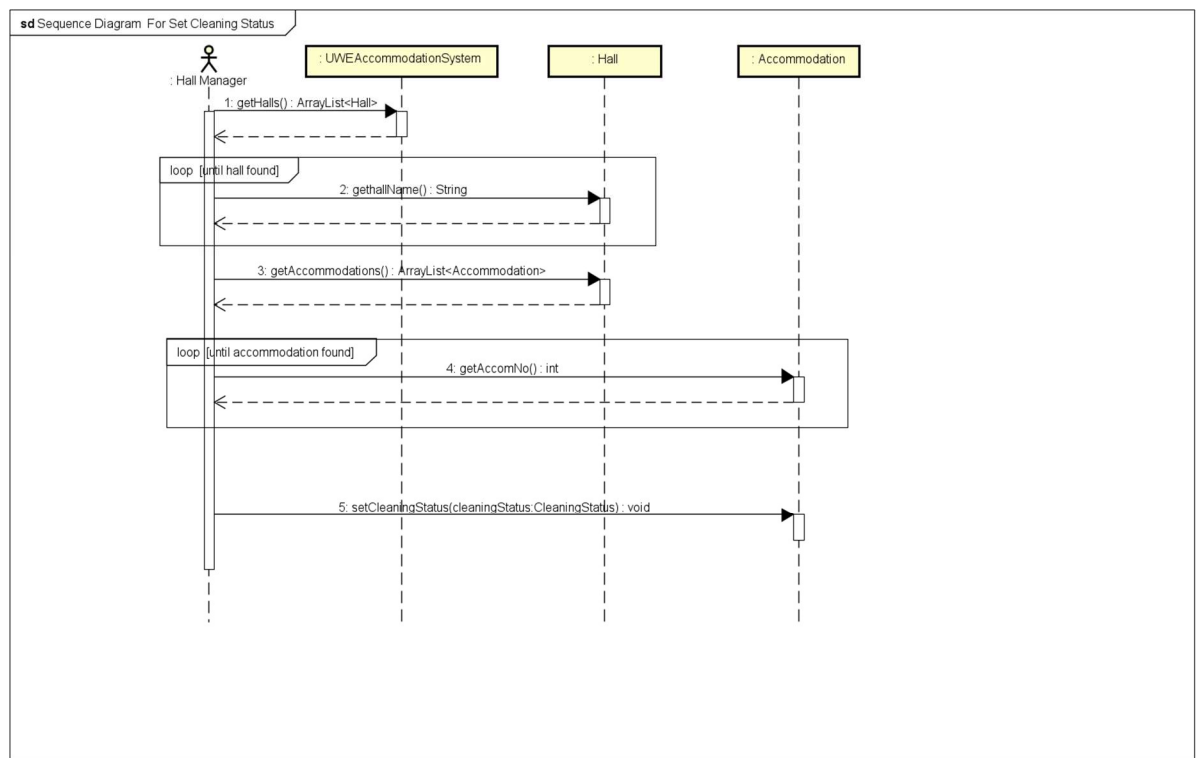 sd Sequence Diagram For Set Cleaning Status
: Hall Manager
: UWEAccommodationSystem
: Hall
: Accommodation
1: getHalls() : ArrayList<Hall>
loop [until hall found]
2: gethallName() : String
3: getAccommodations() : ArrayList<Accommodation>
loop [until accommodation found]
4: getAccomNo() : int
5: setCleaningStatus(cleaningStatus:CleaningStatus) : void